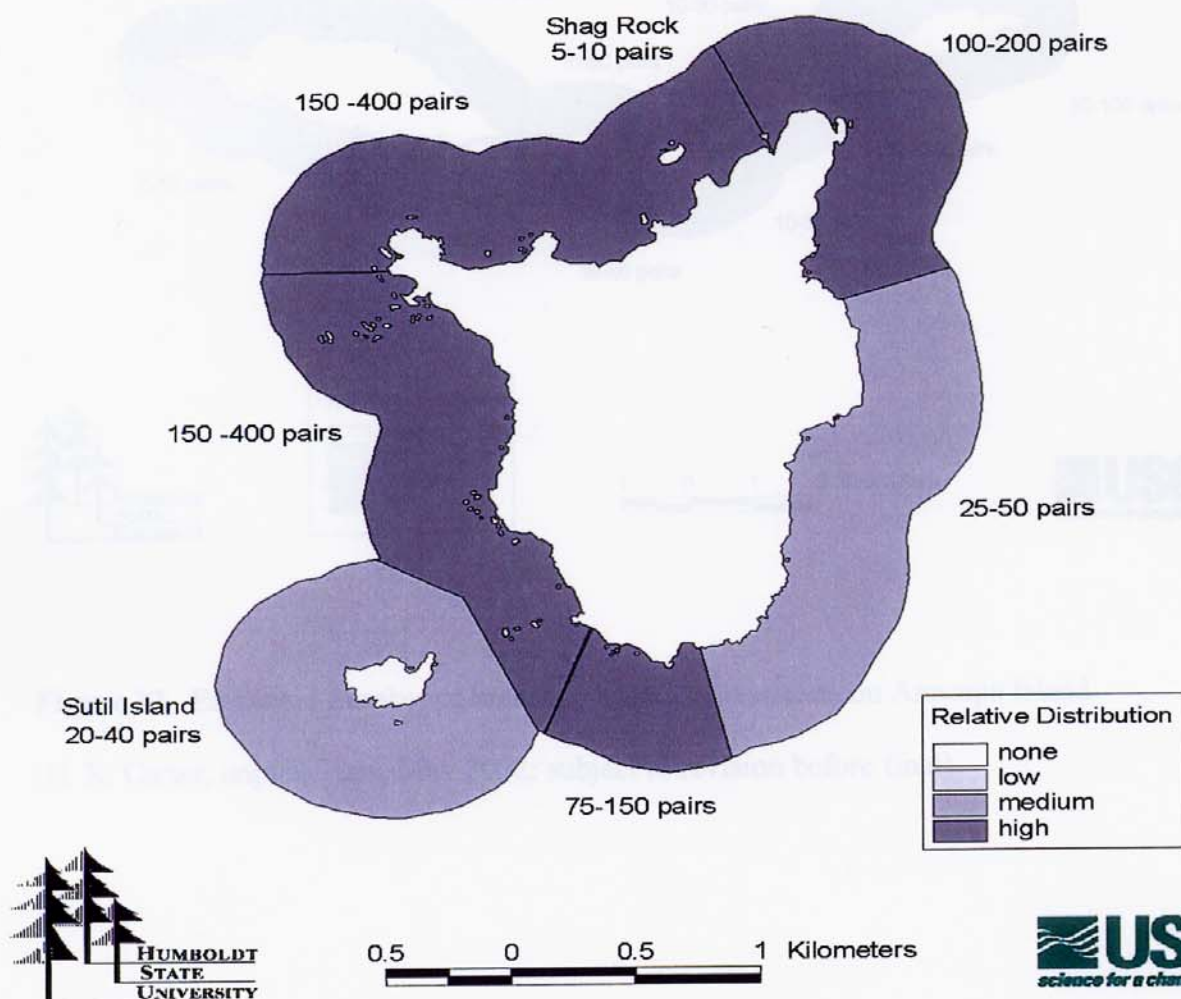 Shag Rock
5-10 pairs
100-200 pairs
150 -400 pairs
150 -400 pairs
25-50 pairs
Sutil Island
20-40 pairs
75-150 pairs
Relative Distribution
none
low
medium
high
HUMBOLDT
STATE
UNIVERSITY
0.5 0 0.5 1 Kilometers
US
science for a chan